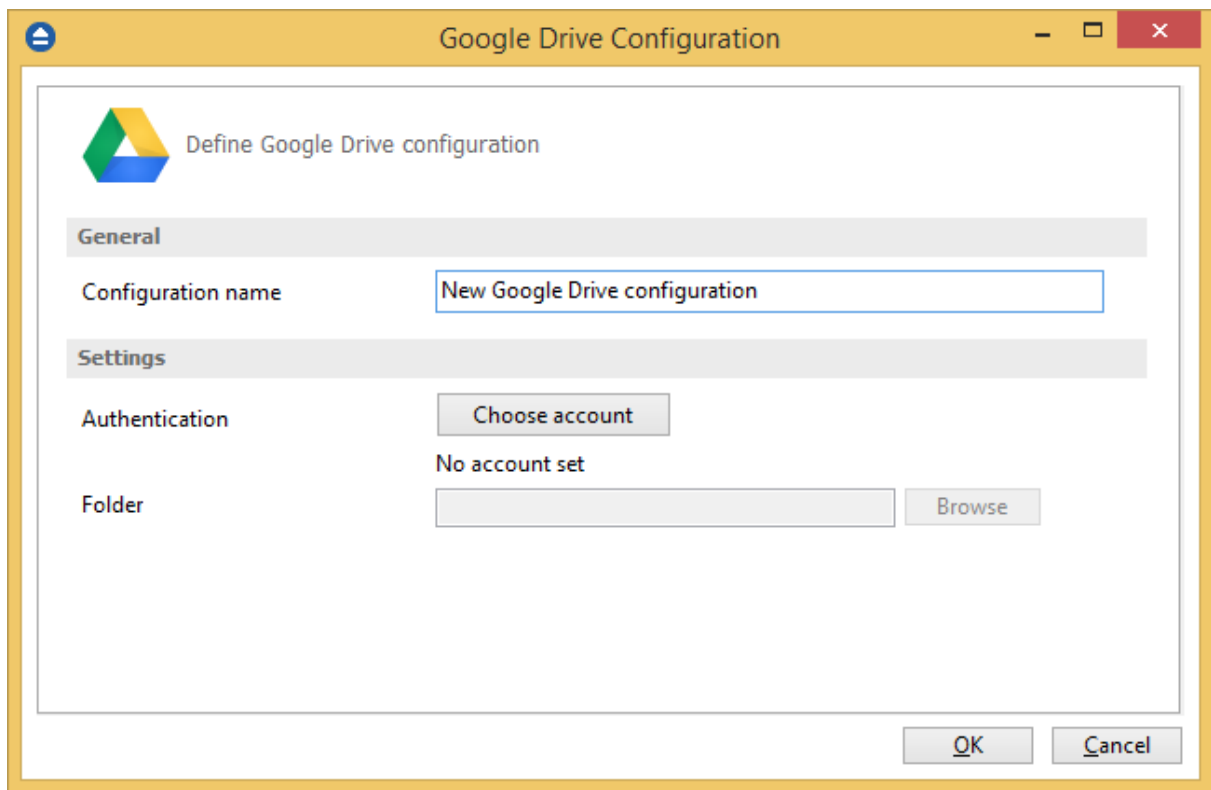 Google Drive Configuration
Define Google Drive configuration
General
Configuration name New Google Drive configuration
Settings
Authentication Choose account
No account set
Folder Browse
OK Cancel